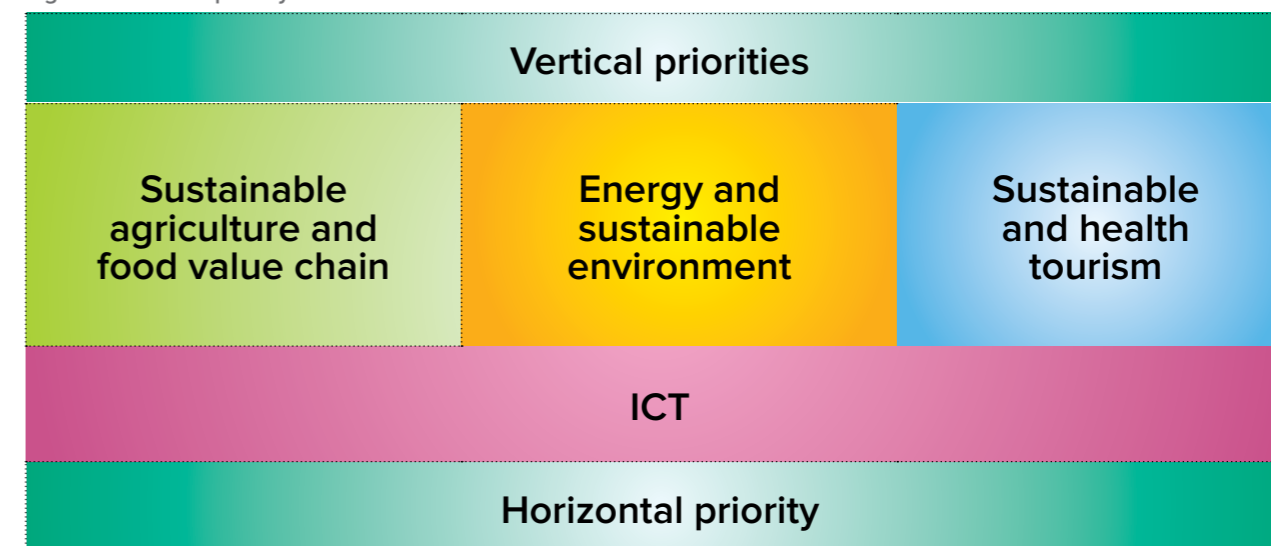 Vertical priorities
Sustainable
agriculture and
food value chain
Energy and
sustainable
environment
Sustainable
and health
tourism
ICT
Horizontal priority